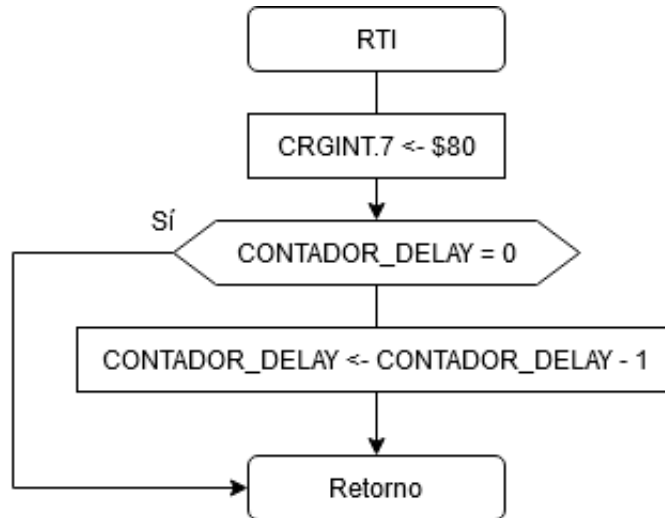 RTI
CRGINT.7 <- $80
Sí
CONTADOR_DELAY = 0
CONTADOR_DELAY <- CONTADOR_DELAY - 1
Retorno